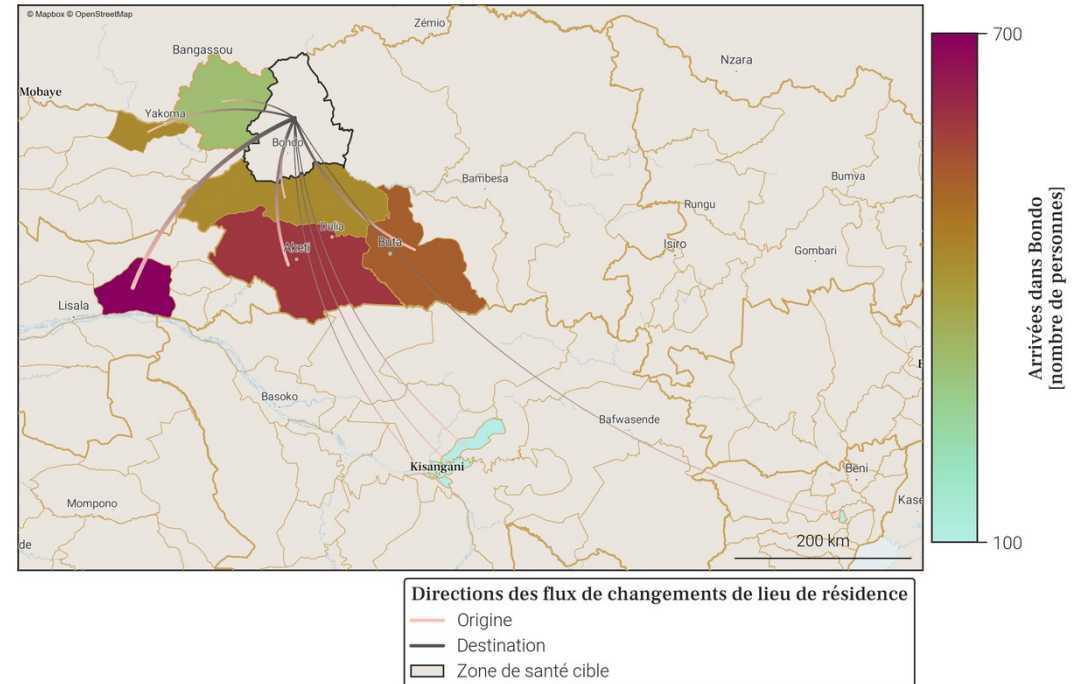 © Mapbox © OpenStreetMap
Zémio
Bangassou
Nzara
Mobaye
Yakoma
Bondo
Bambesa
Bumva
Rungu
Dulia
Buta
Aketi
Isiro
Gombari
Lisala
Basoko
Bafwasende
Kisangani
Beni
Mompono
Kase
de
200 km
700
Arrivées dans Bondo
[nombre de personnes]
100
Directions des flux de changements de lieu de résidence
Origine
Destination
Zone de santé cible